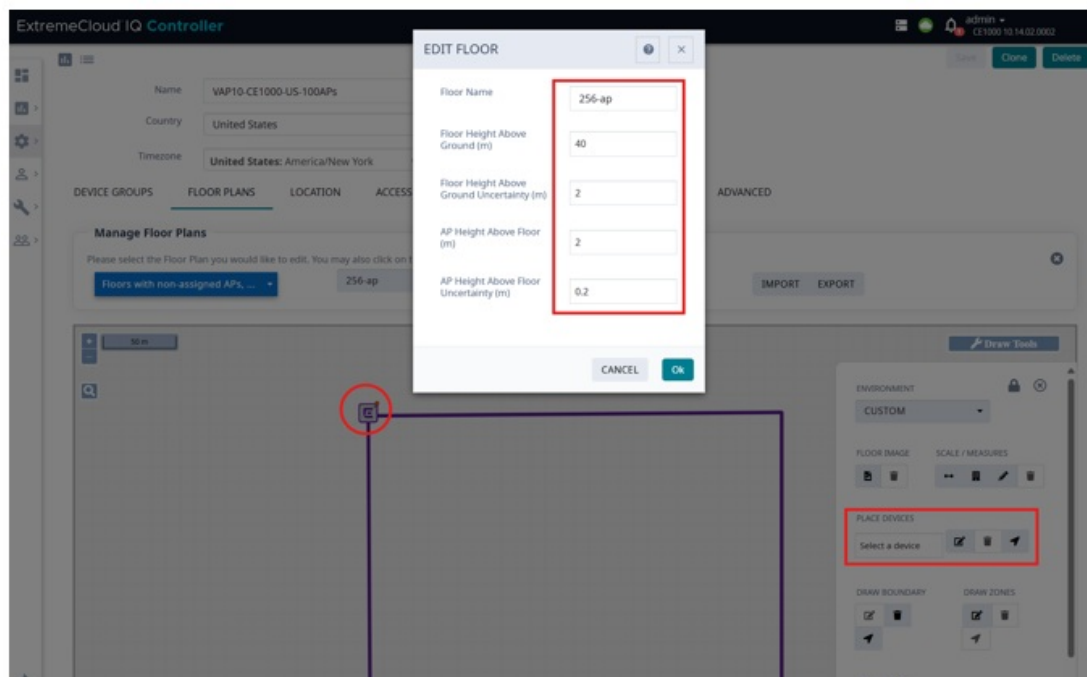 ExtremeCloud IQ Controller
admin
CE1000 10.14.02.0002
Clone
Delete
Name
VAP10-CE1000-US-100APs
Country
United States
Timezone
United States: America/New York
DEVICE GROUPS
FLOOR PLANS
LOCATION
ACCESS
ADVANCED
Manage Floor Plans
Please select the Floor Plan you would like to edit. You may also click on t
Floors with non-assigned APs, ...
256-ap
IMPORT
EXPORT
EDIT FLOOR
Floor Name
256-ap
Floor Height Above
Ground (m)
40
Floor Height Above
Ground Uncertainty (m)
2
AP Height Above Floor
(m)
2
AP Height Above Floor
Uncertainty (m)
0.2
CANCEL
Ok
50 m
Draw Tools
ENVIRONMENT
CUSTOM
FLOOR IMAGE
SCALE / MEASURES
PLACE DEVICES
Select a device
DRAW BOUNDARY
DRAW ZONES